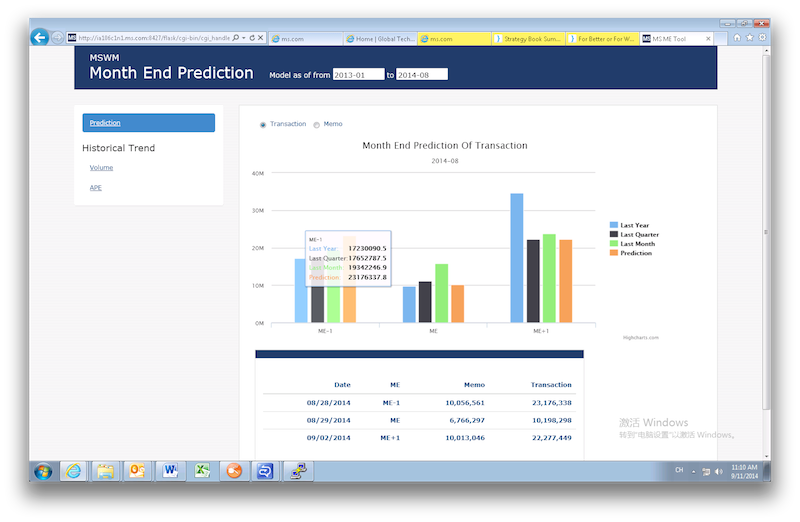 http://ia10lic1n1.ms.com:8427/flask/cgi-bin/cgi_handle
ms.com
Home | Global Tech...
ms.com
Strategy Book Sum...
For Better or For W...
MS ME Tool
MSWM
Month End Prediction
Model as of from 2013-01 to 2014-08
Prediction
Historical Trend
Volume
APE
Transaction Memo
Month End Prediction Of Transaction
2014-08
40M
30M
20M
10M
0M
ME-1
Last Year: 17230090.5
Last Quarter: 17652787.5
Last Month: 19342246.9
Prediction: 23176337.8
ME-1 ME ME+1
Last Year
Last Quarter
Last Month
Prediction
Highcharts.com
Date ME Memo Transaction
08/28/2014 ME-1 10,056,561 23,176,338
08/29/2014 ME 6,766,297 10,198,298
09/02/2014 ME+1 10,013,046 22,277,449
激活 Windows
转到"电脑设置"以激活 Windows。
CH
11:10 AM
9/11/2014